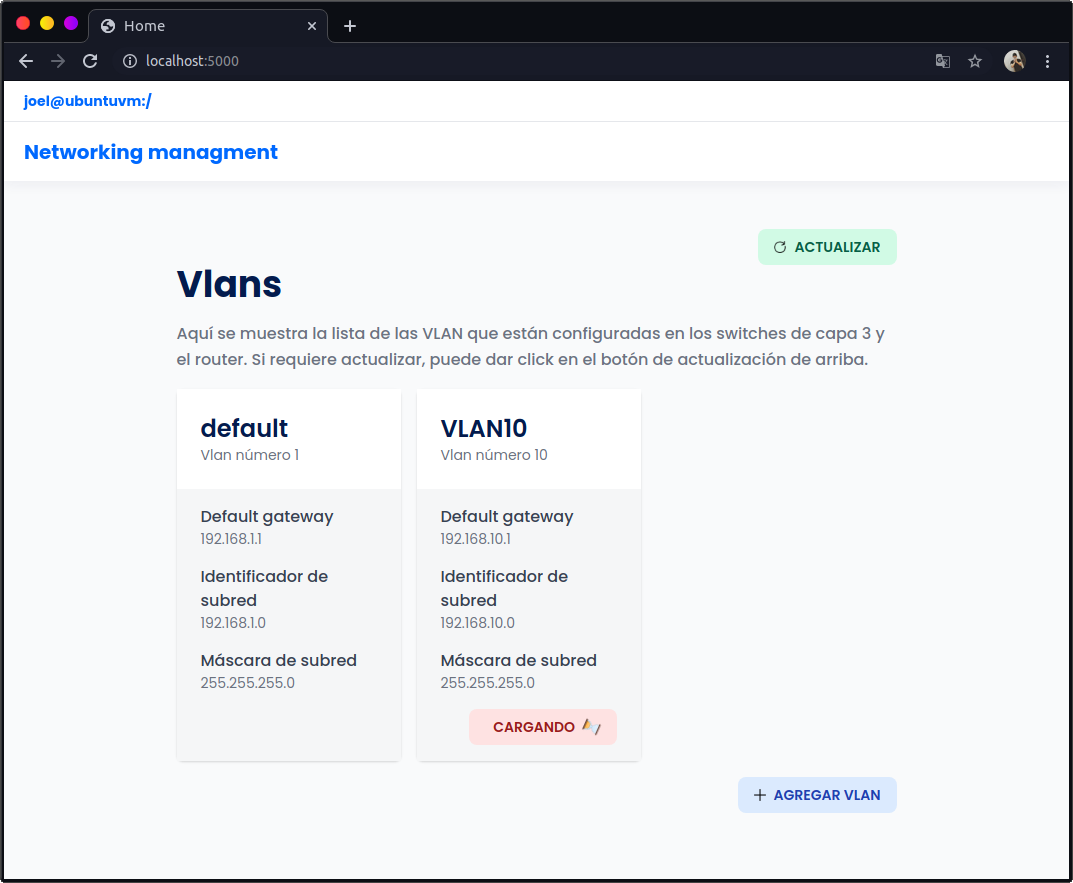 Home
localhost:5000
joel@ubuntuvm:/
Networking managment
ACTUALIZAR
Vlans
Aquí se muestra la lista de las VLAN que están configuradas en los switches de capa 3 y
el router. Si requiere actualizar, puede dar click en el botón de actualización de arriba.
default
Vlan número 1
Default gateway
192.168.1.1
Identificador de
subred
192.168.1.0
Máscara de subred
255.255.255.0
VLAN10
Vlan número 10
Default gateway
192.168.10.1
Identificador de
subred
192.168.10.0
Máscara de subred
255.255.255.0
CARGANDO
AGREGAR VLAN